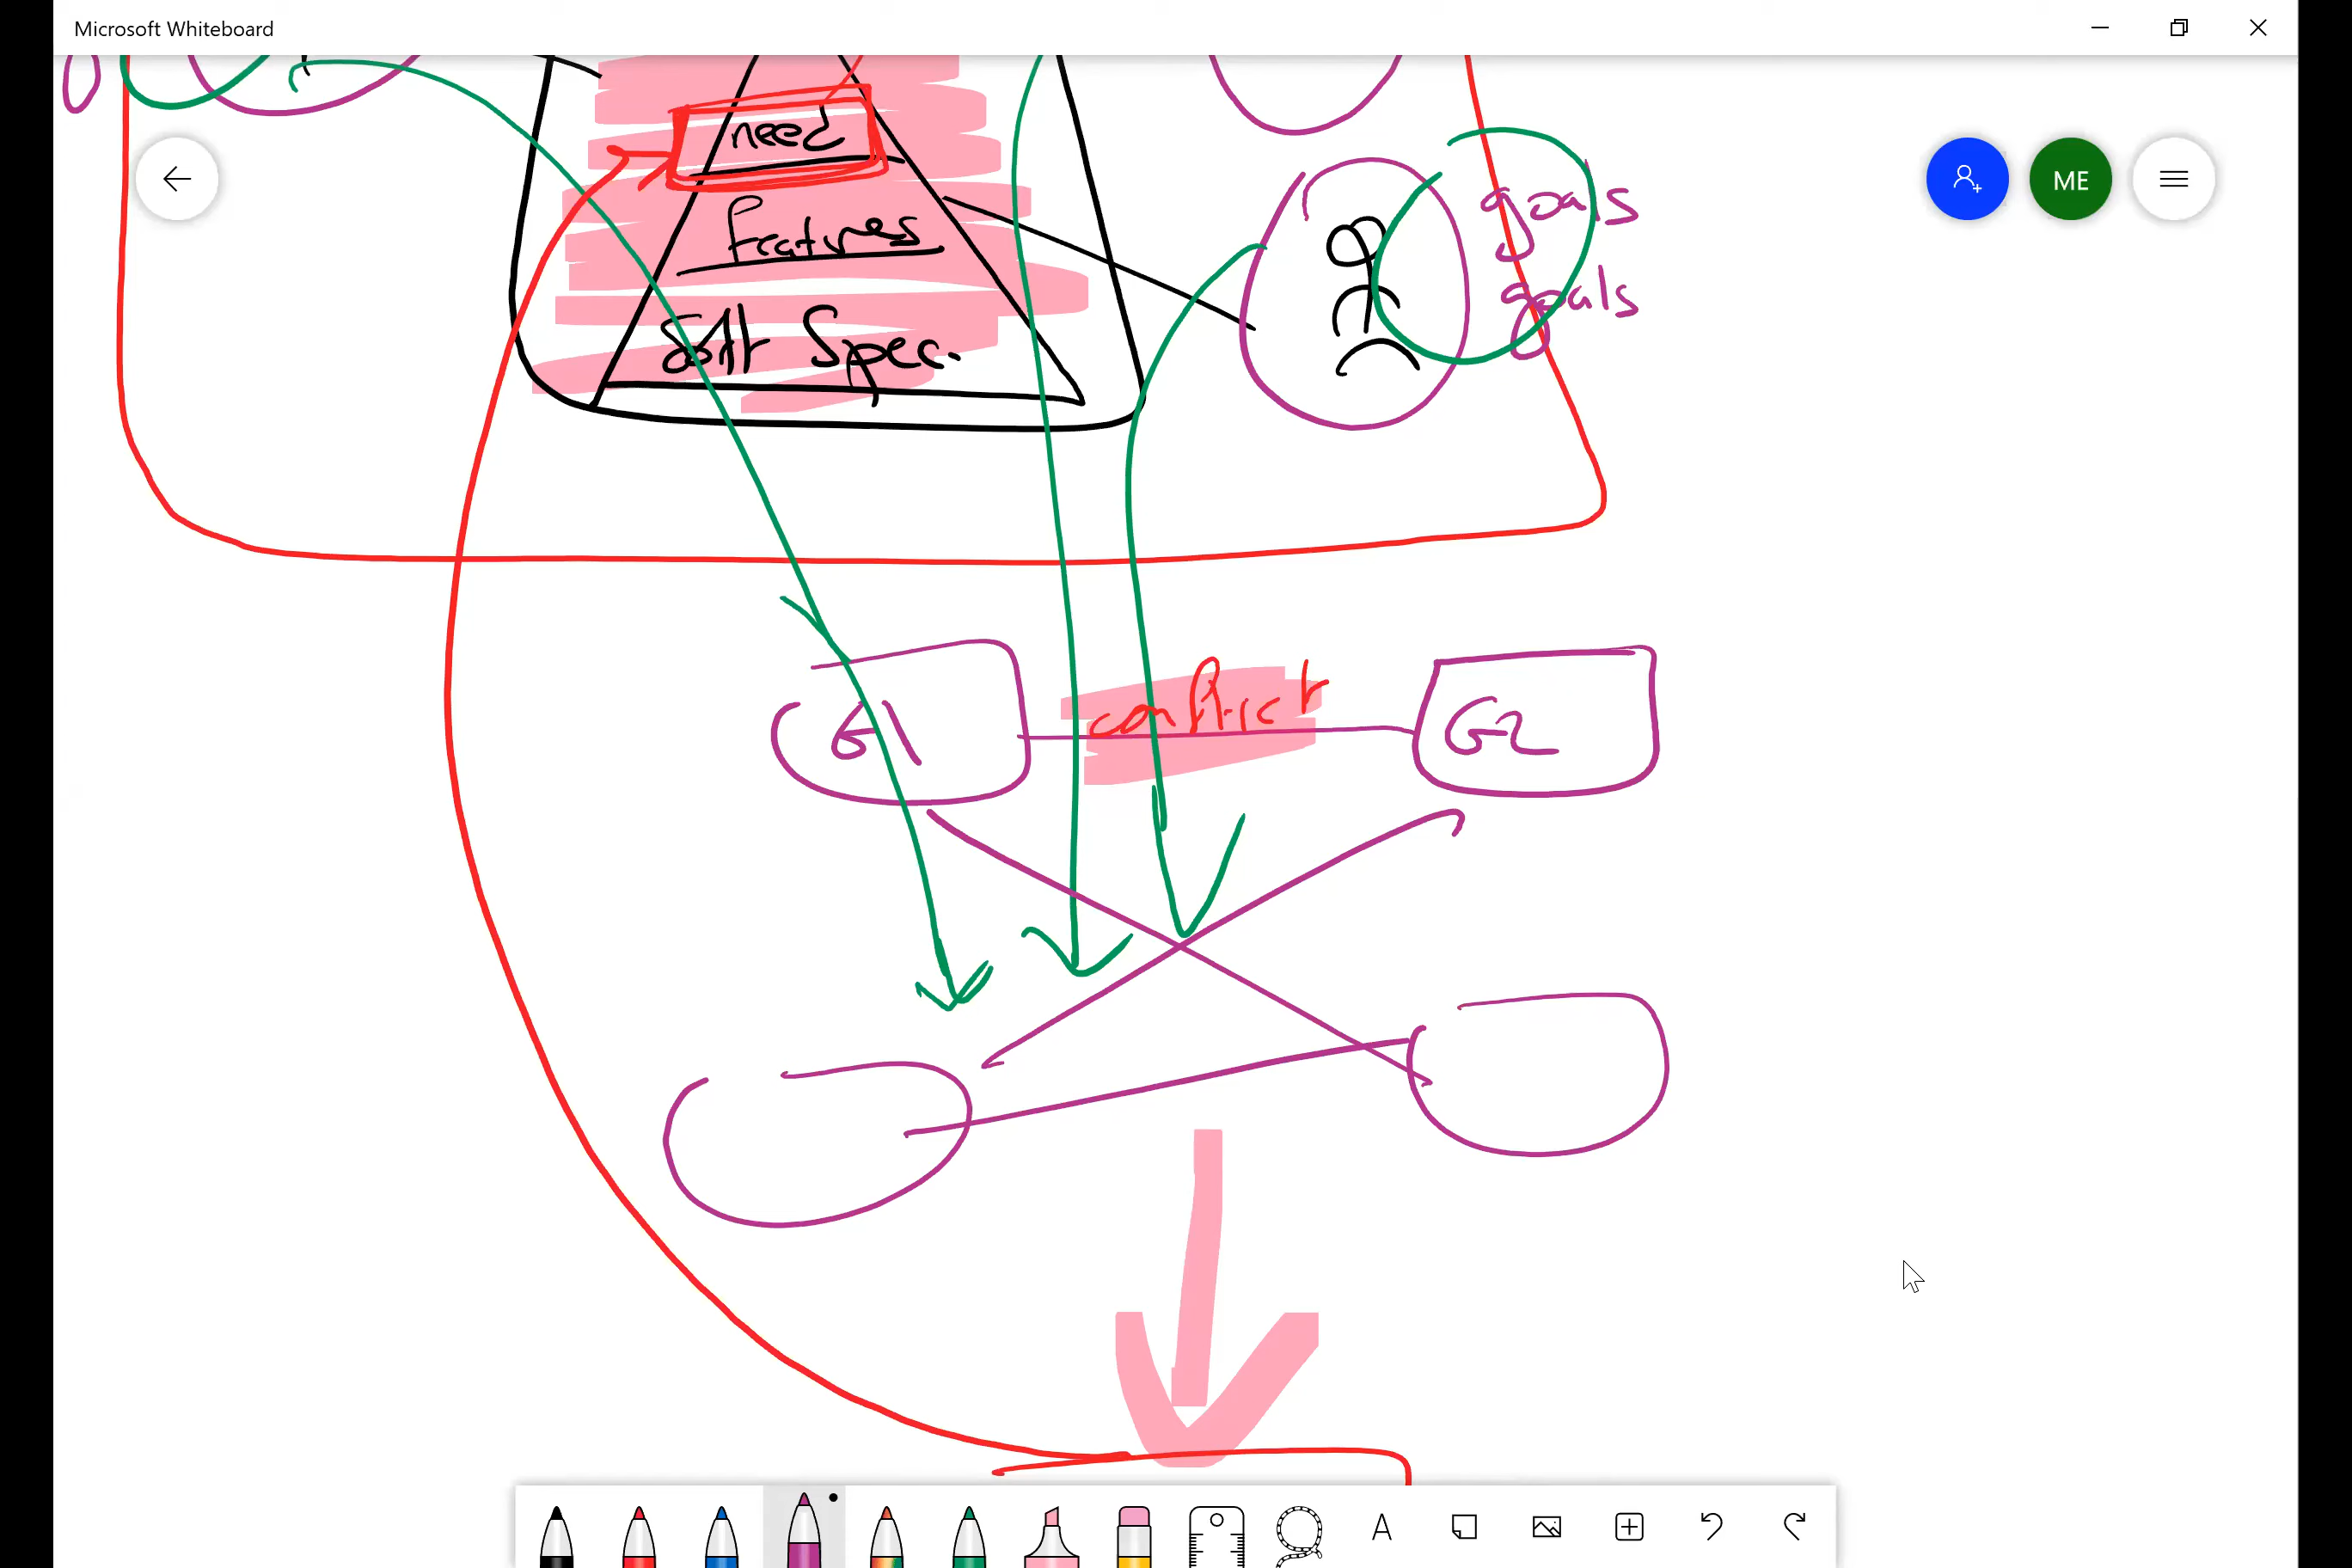 Microsoft Whiteboard
need
ME
goals
features
goals
Soft Spec.
conflict
G1
G2